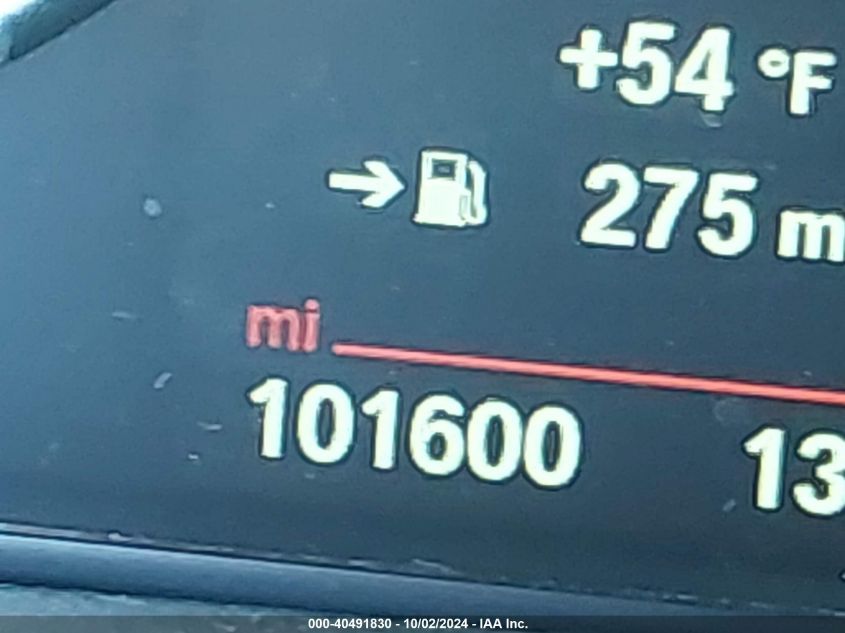 +54 °F
275 m
mi
101600 13
000-40491830 - 10/02/2024 - IAA Inc.